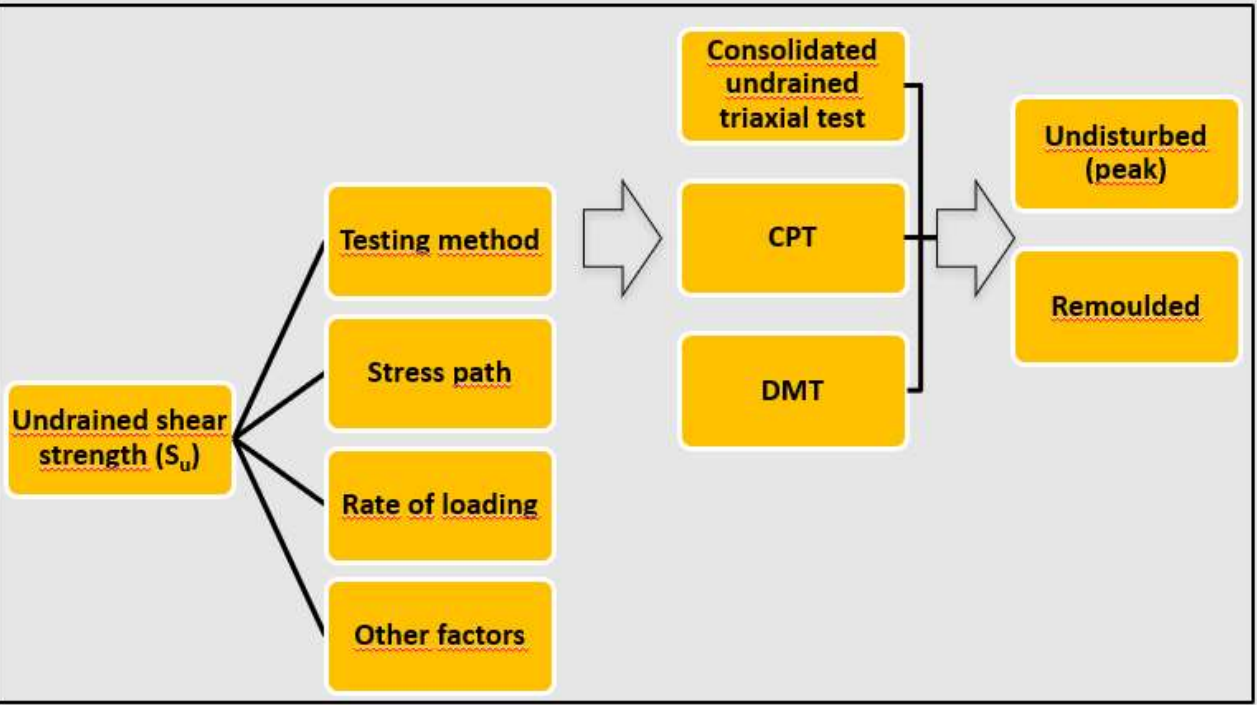 Undrained shear
strength (Su)
Testing method
Stress path
Rate of loading
Other factors
Consolidated
undrained
triaxial test
CPT
DMT
Undisturbed
(peak)
Remoulded